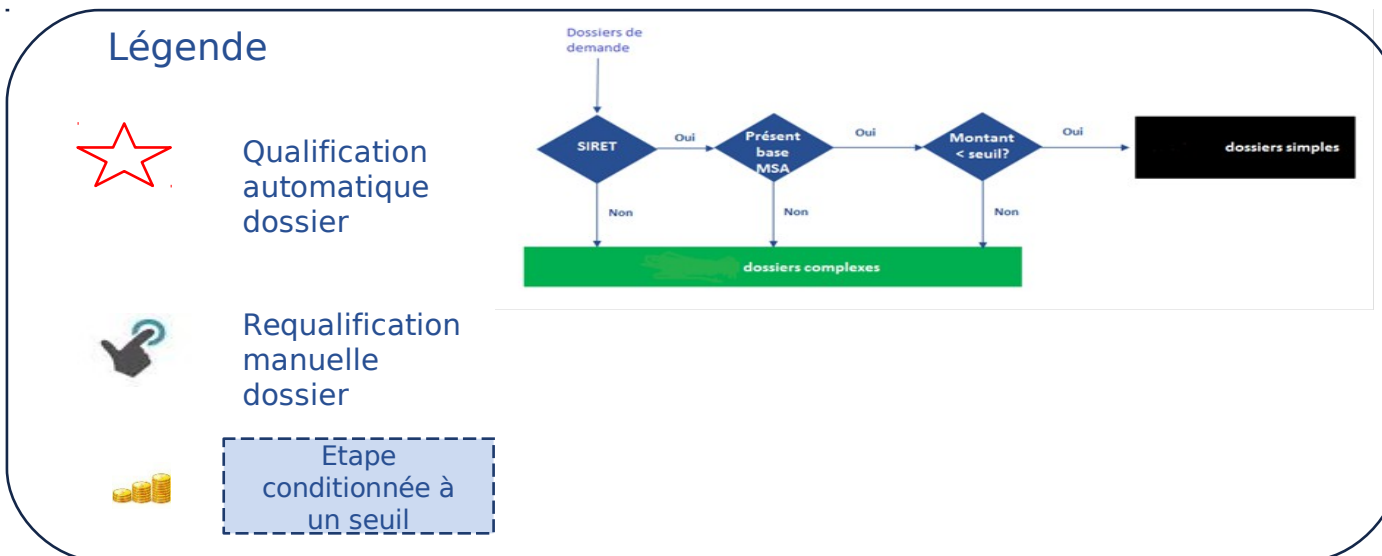 Légende
Qualification
automatique
dossier
Requalification
manuelle
dossier
Etape
conditionnée à
un seuil
Dossiers de
demande
SIRET
Oui
Présent
base
MSA
Oui
Montant
< seuil?
Oui
dossiers simples
Non
Non
Non
dossiers complexes